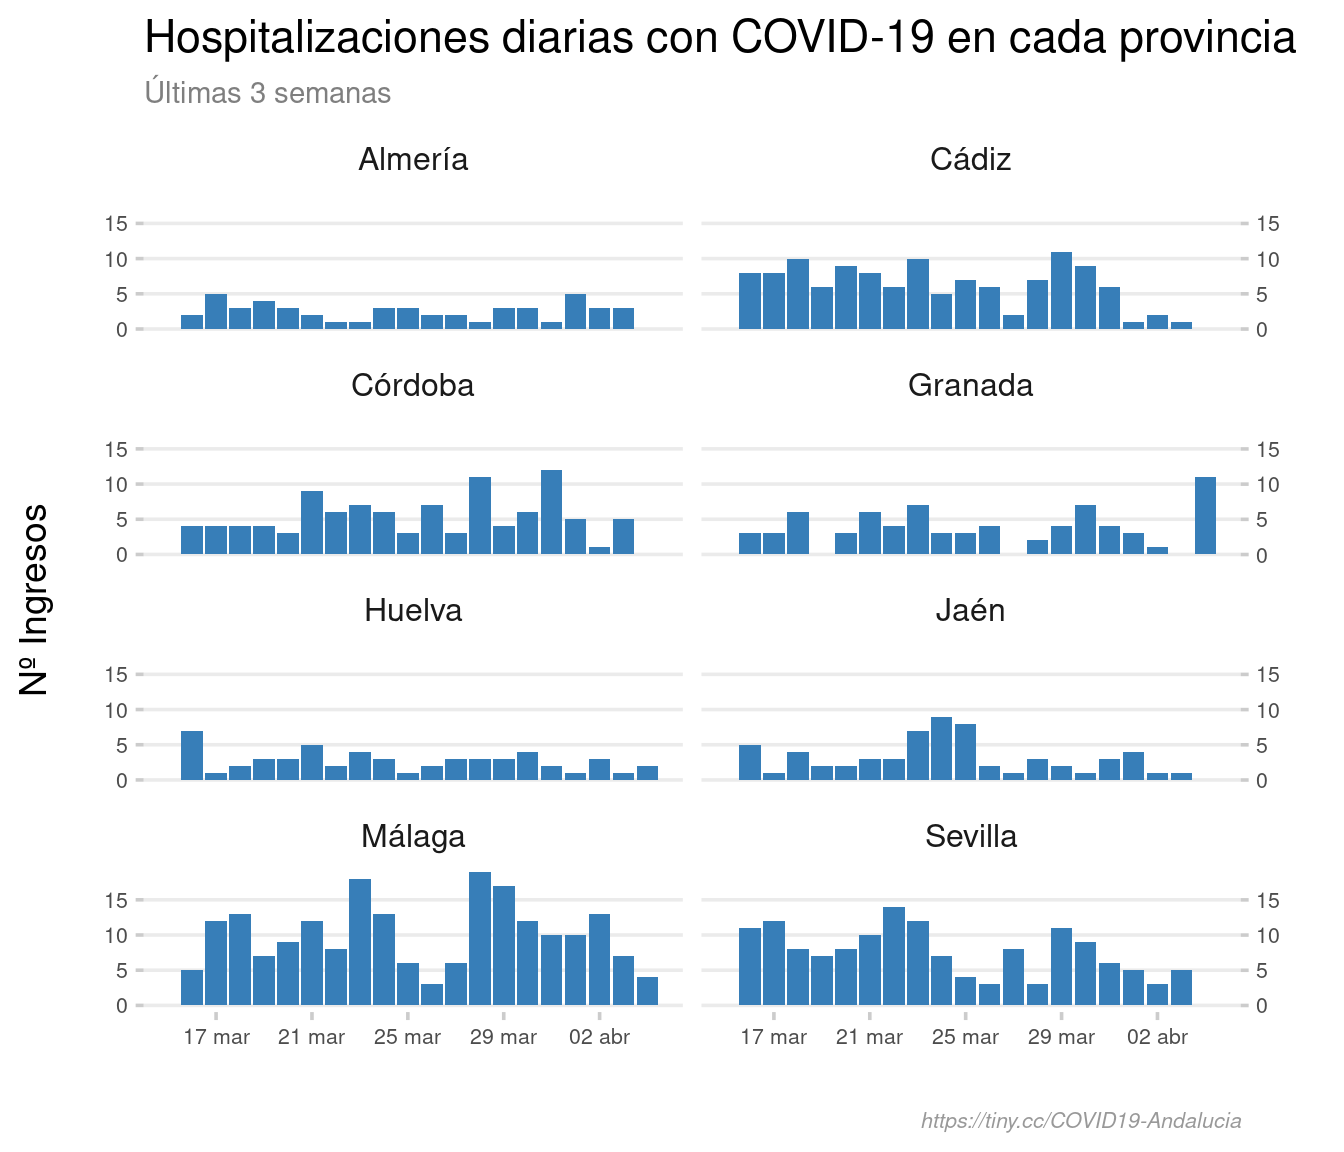 Hospitalizaciones diarias con COVID-19 en cada provincia
Últimas 3 semanas
Almería
Cádiz
15
10
5
0
15
10
5
0
Córdoba
Granada
15
10
5
0
15
10
5
0
Nº Ingresos
Huelva
Jaén
15
10
5
0
15
10
5
0
Málaga
Sevilla
15
10
5
0
15
10
5
0
17 mar 21 mar 25 mar 29 mar 02 abr
17 mar 21 mar 25 mar 29 mar 02 abr
https://tiny.cc/COVID19-Andalucia